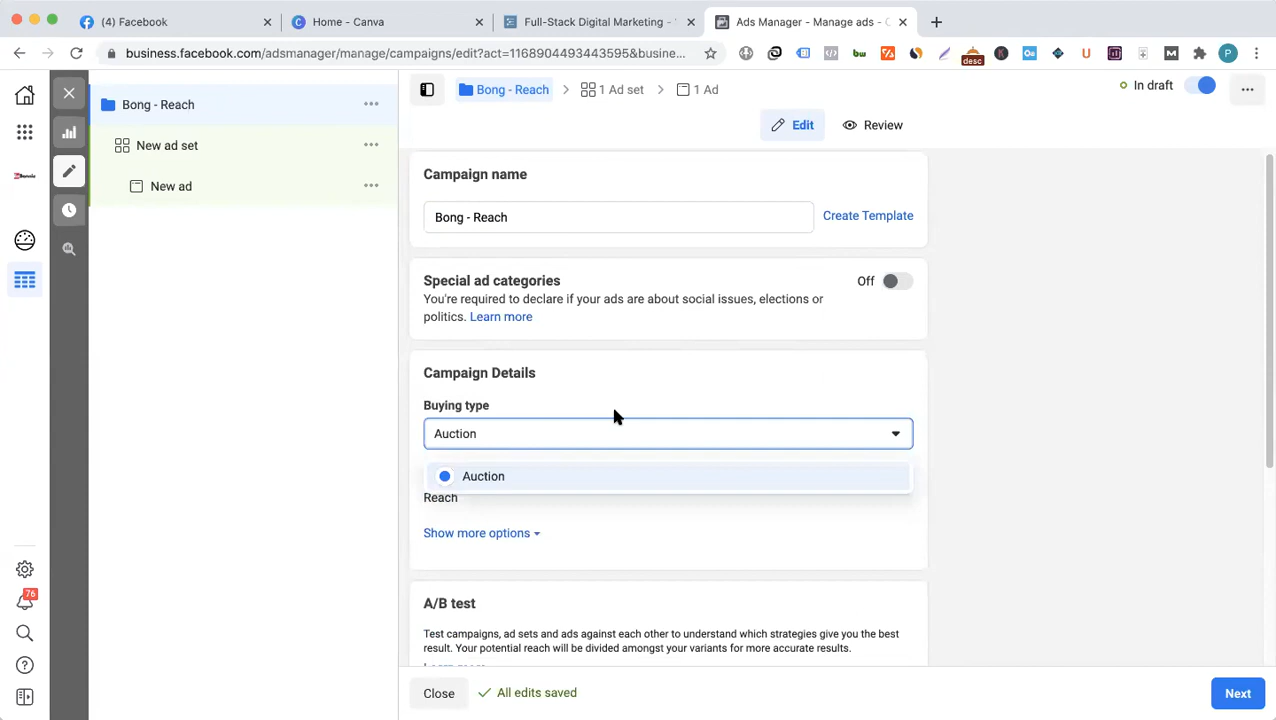 Facebook
Home - Canva
Full-Stack Digital Marketing -
Ads Manager - Manage ads -
business.facebook.com/adsmanager/manage/campaigns/edit?act=1168904493443595&busine...
desc
P
Bong - Reach
1 Ad set
1 Ad
In draft
Bong - Reach
New ad set
New ad
Edit
Review
Campaign name
Bong - Reach
Create Template
Special ad categories
Off
You're required to declare if your ads are about social issues, elections or
politics. Learn more
Campaign Details
Buying type
Auction
Auction
Reach
Show more options
A/B test
Test campaigns, ad sets and ads against each other to understand which strategies give you the best
result. Your potential reach will be divided amongst your variants for more accurate results.
76
Close
All edits saved
Next